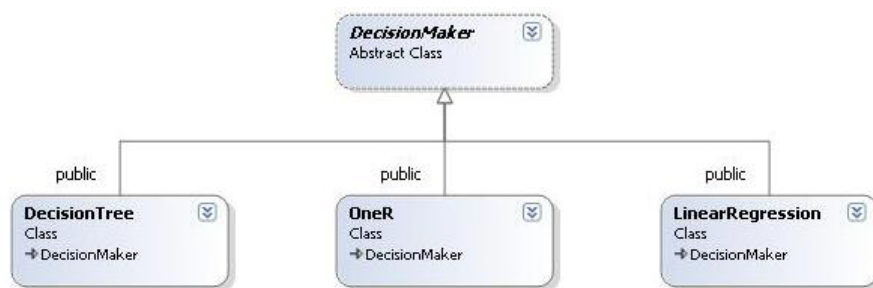 DecisionMaker
Abstract Class
public
public
public
DecisionTree
Class
DecisionMaker
OneR
Class
DecisionMaker
LinearRegression
Class
DecisionMaker